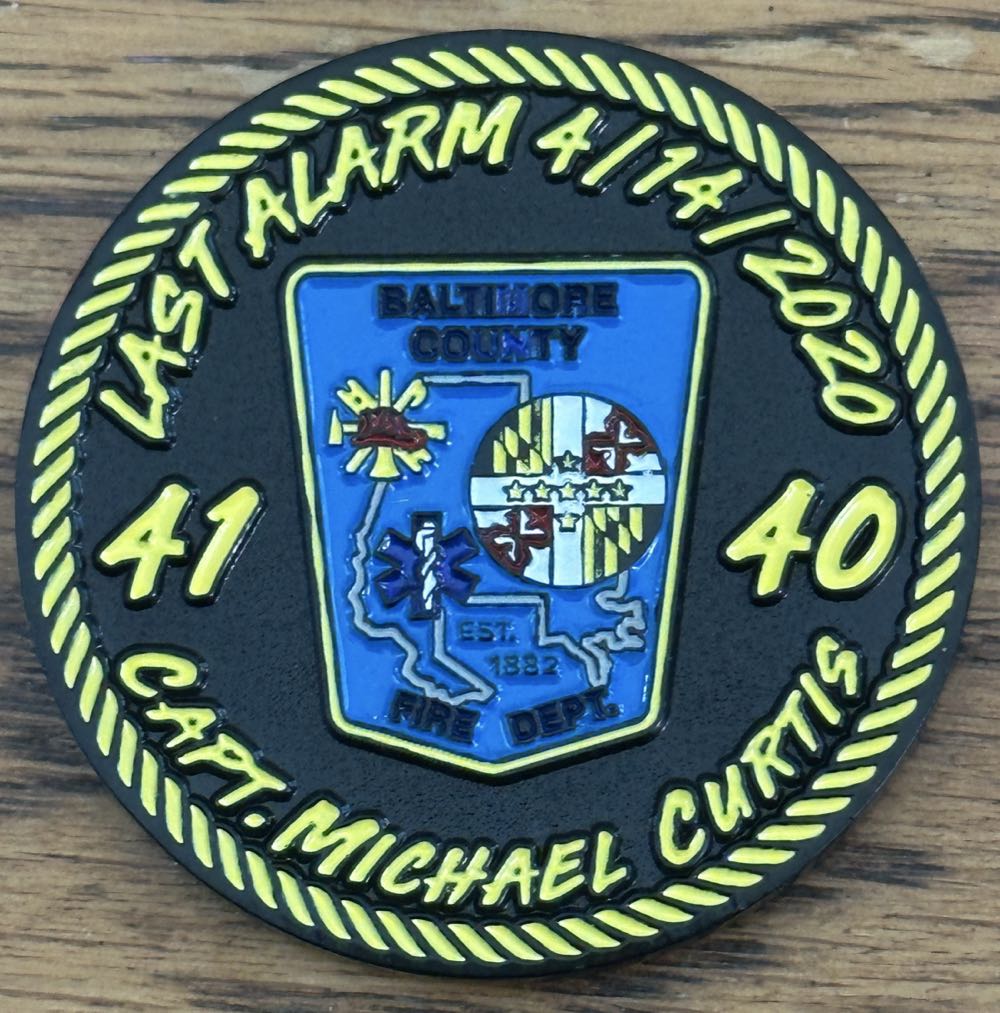 LAST ALARM 4/14/2020
BALTIMORE
COUNTY
41
40
EST.
1882
FIRE DEPT.
CAPT. MICHAEL CURTIS